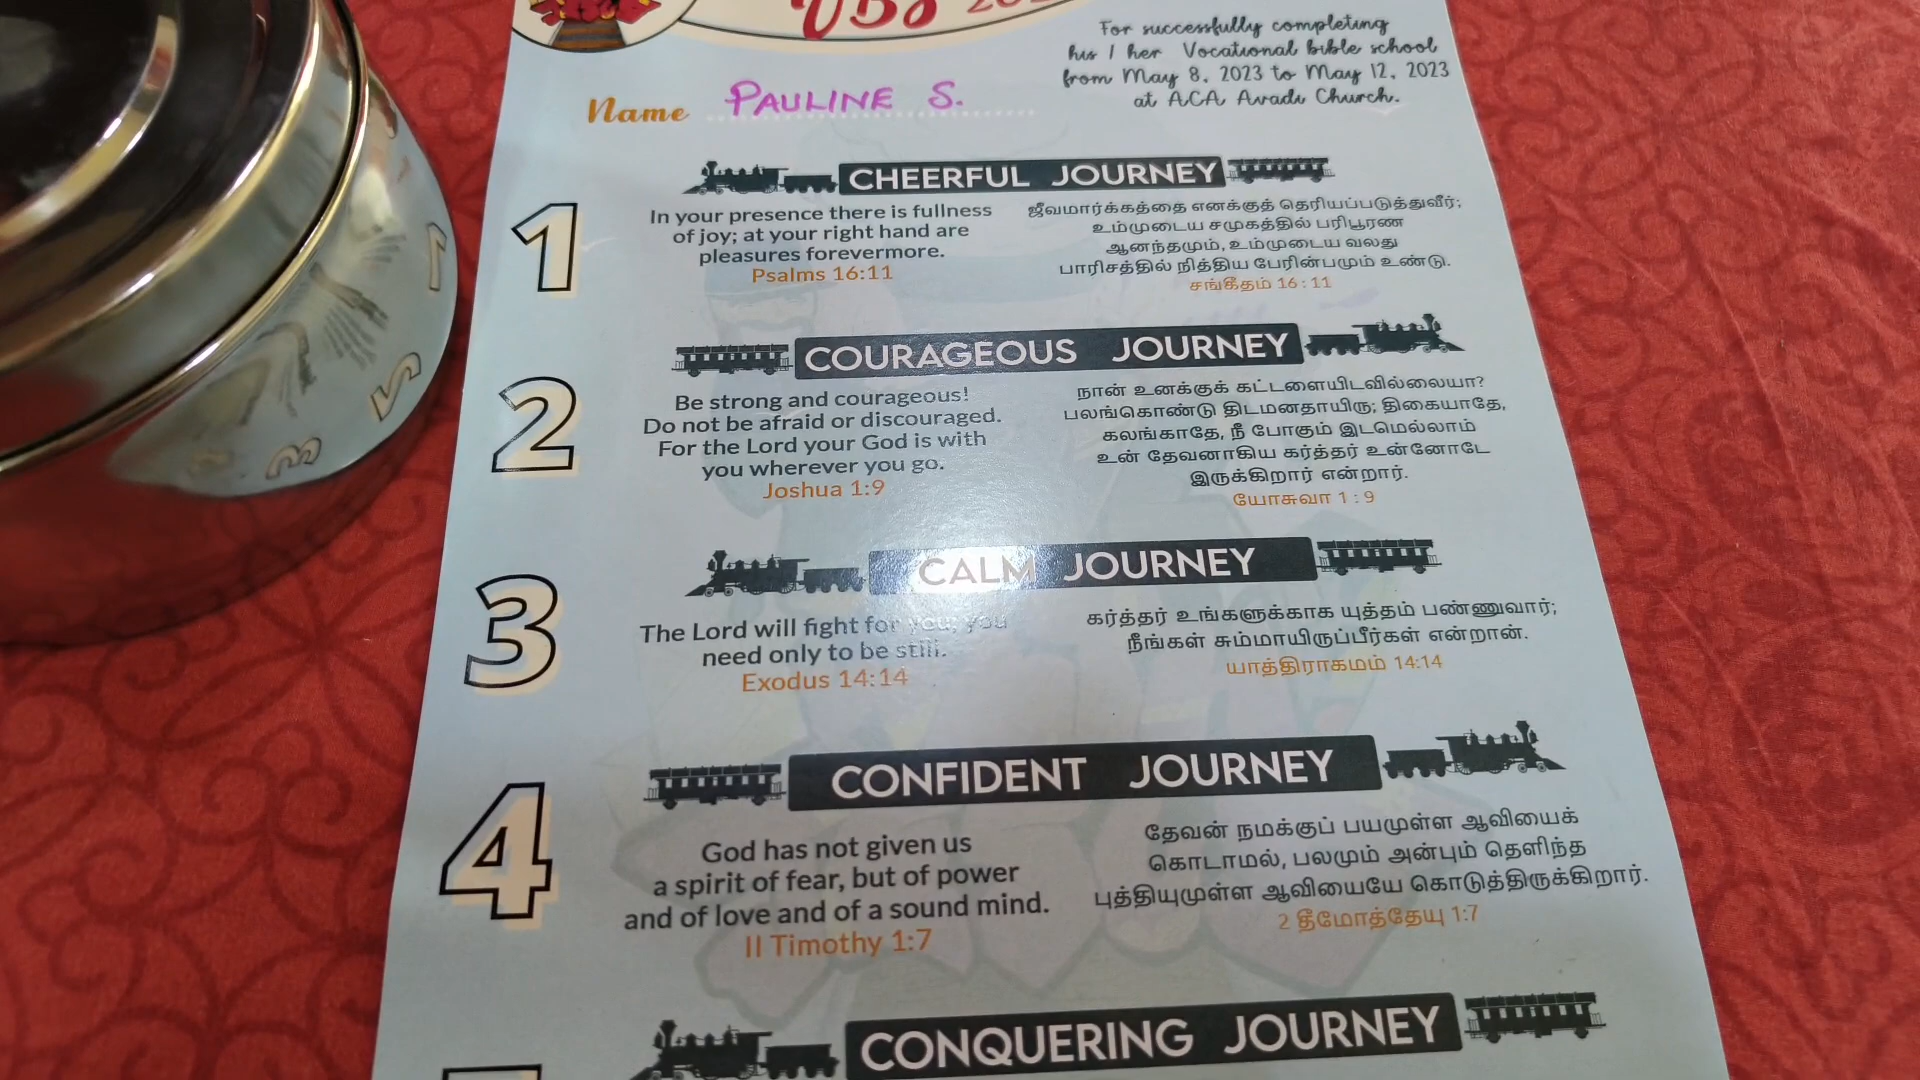 VBS
For successfully completing
his / her Vocational bible school
from May 8, 2023 to May 12, 2023
at ACA Avadi Church.
Name PAULINE S.
CHEERFUL JOURNEY
1
In your presence there is fullness
of joy; at your right hand are
pleasures forevermore.
Psalms 16:11
ஜீவமார்க்கத்தை எனக்குத் தெரியப்படுத்துவீர்;
உம்முடைய சமுகத்தில் பரிபூரண
ஆனந்தமும், உம்முடைய வலது
பாரிசத்தில் நித்திய பேரின்பமும் உண்டு.
சங்கீதம் 16 : 11
COURAGEOUS JOURNEY
2
Be strong and courageous!
Do not be afraid or discouraged.
For the Lord your God is with
you wherever you go.
Joshua 1:9
நான் உனக்குக் கட்டளையிடவில்லையா?
பலங்கொண்டு திடமனதாயிரு; திகையாதே,
கலங்காதே, நீ போகும் இடமெல்லாம்
உன் தேவனாகிய கர்த்தர் உன்னோடே
இருக்கிறார் என்றார்.
யோசுவா 1 : 9
CALM JOURNEY
3
The Lord will fight for you; you
need only to be still.
Exodus 14:14
கர்த்தர் உங்களுக்காக யுத்தம் பண்ணுவார்;
நீங்கள் சும்மாயிருப்பீர்கள் என்றான்.
யாத்திராகமம் 14:14
CONFIDENT JOURNEY
4
God has not given us
a spirit of fear, but of power
and of love and of a sound mind.
II Timothy 1:7
தேவன் நமக்குப் பயமுள்ள ஆவியைக்
கொடாமல், பலமும் அன்பும் தெளிந்த
புத்தியுமுள்ள ஆவியையே கொடுத்திருக்கிறார்.
2 தீமோத்தேயு 1:7
CONQUERING JOURNEY